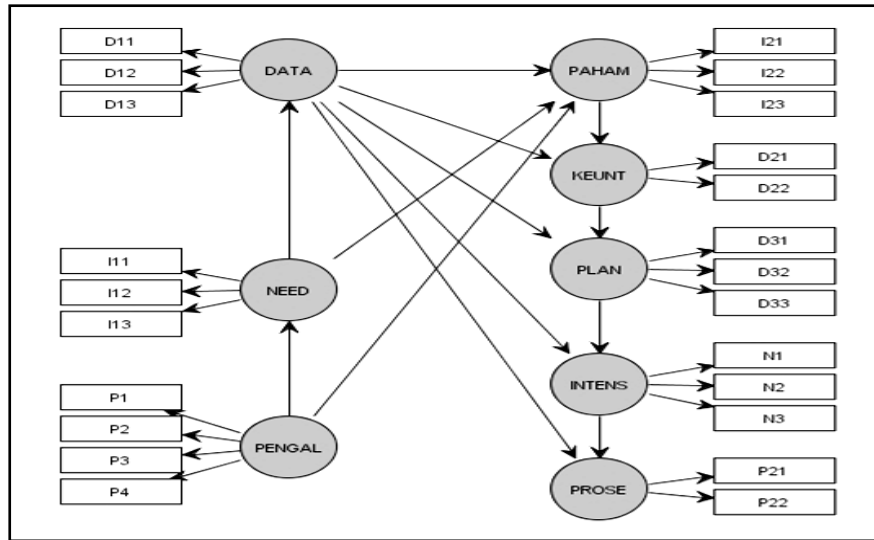 D11
D12
D13
DATA
PAHAM
I21
I22
I23
KEUNT
D21
D22
PLAN
D31
D32
D33
I11
I12
I13
NEED
INTENS
N1
N2
N3
P1
P2
P3
P4
PENGAL
PROSE
P21
P22